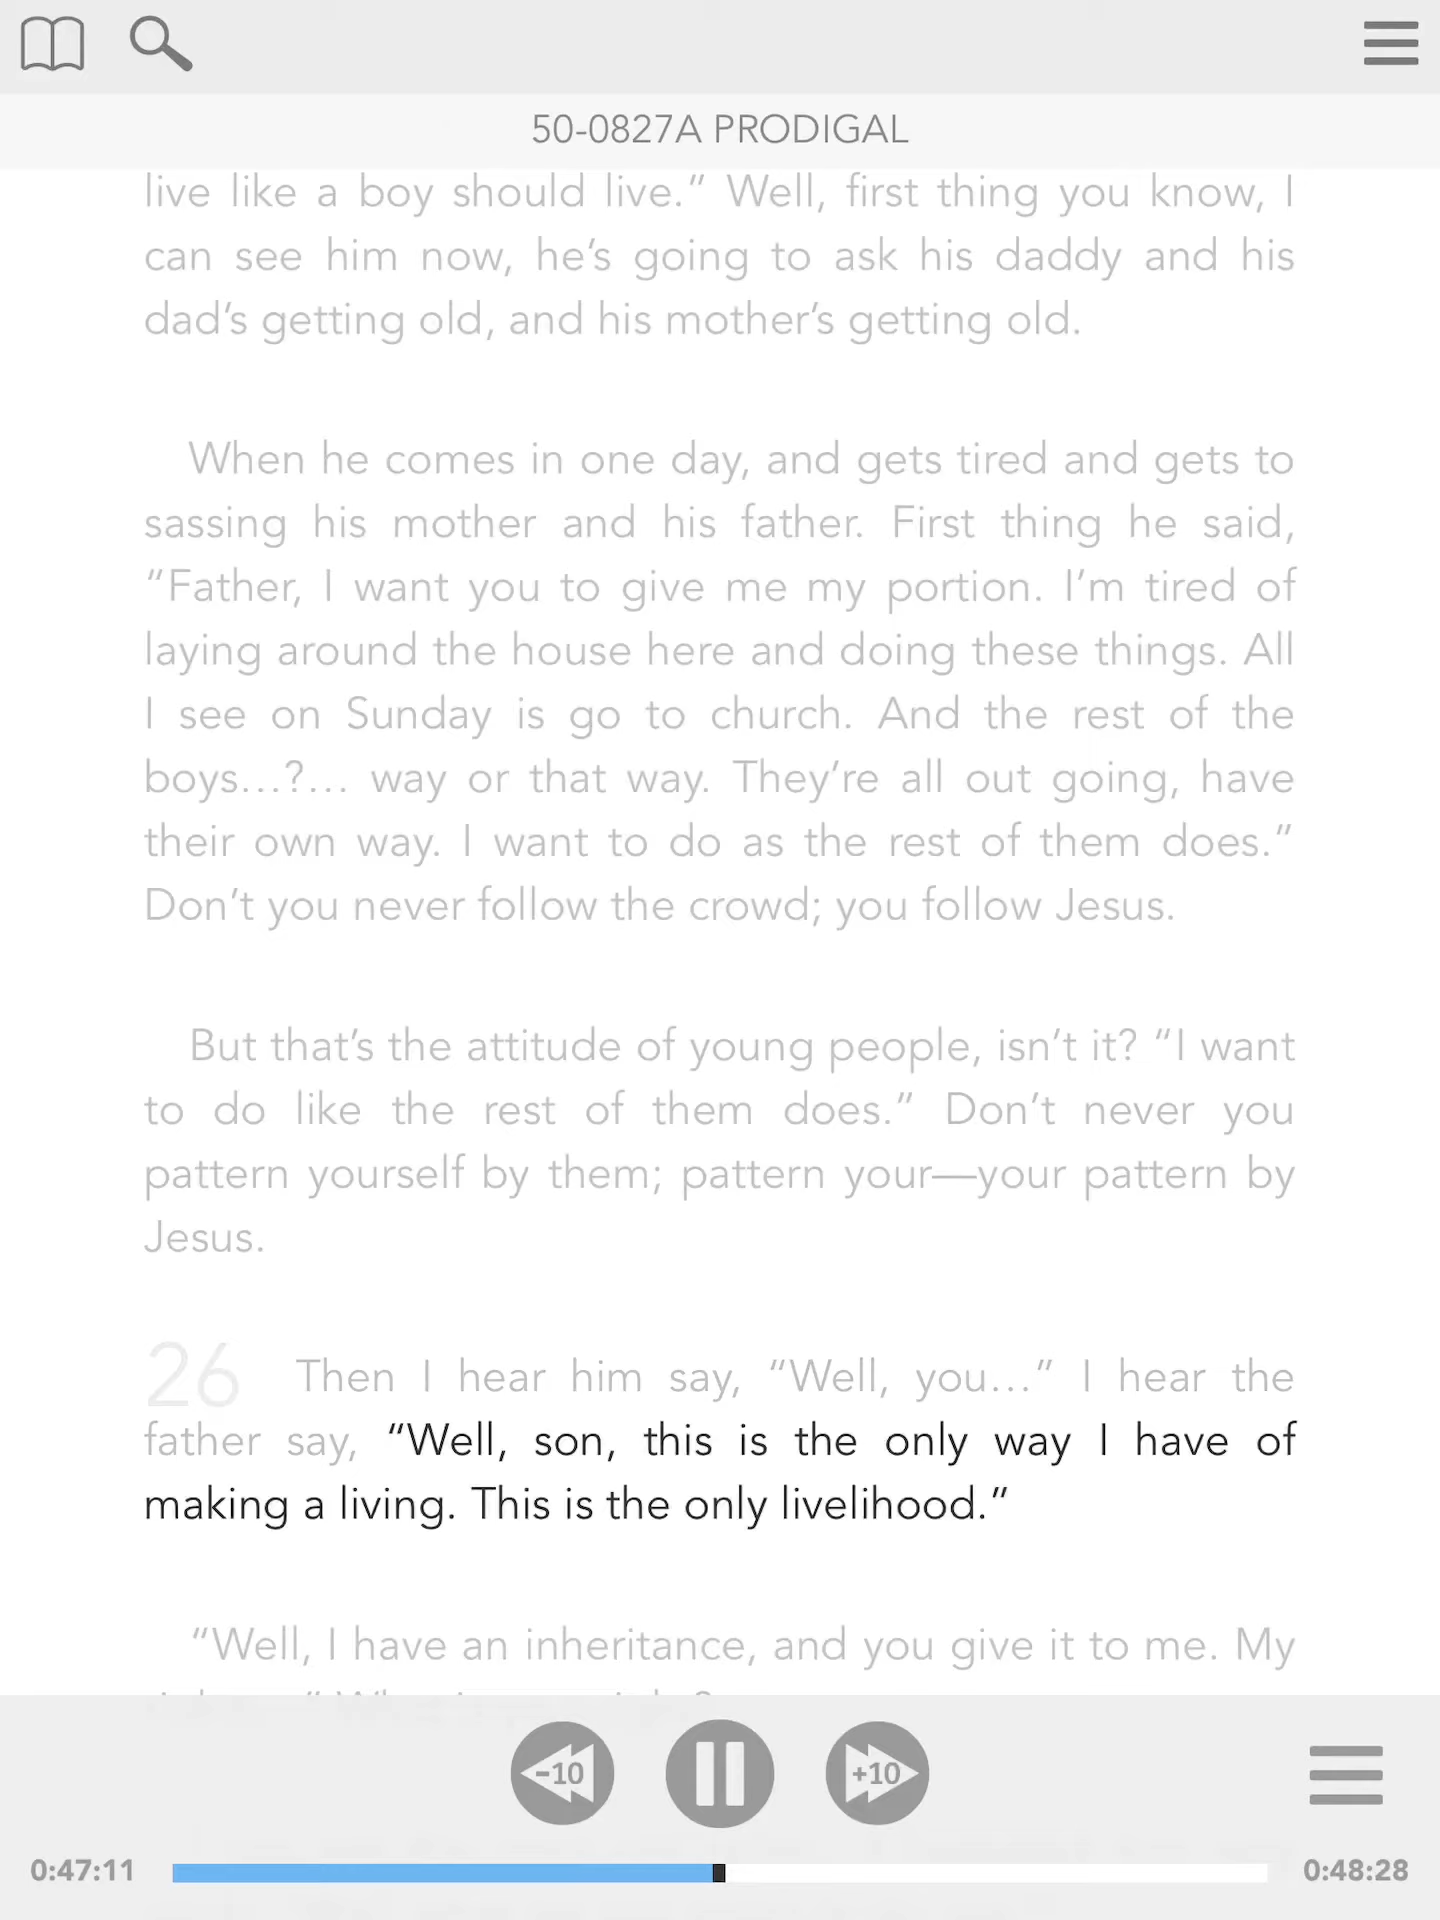 50-0827A PRODIGAL
live like a boy should live.” Well, first thing you know, I
can see him now, he’s going to ask his daddy and his
dad’s getting old, and his mother’s getting old.
When he comes in one day, and gets tired and gets to
sassing his mother and his father. First thing he said,
“Father, I want you to give me my portion. I’m tired of
laying around the house here and doing these things. All
I see on Sunday is go to church. And the rest of the
boys…?… way or that way. They’re all out going, have
their own way. I want to do as the rest of them does.”
Don’t you never follow the crowd; you follow Jesus.
But that’s the attitude of young people, isn’t it? “I want
to do like the rest of them does.” Don’t never you
pattern yourself by them; pattern your—your pattern by
Jesus.
26 Then I hear him say, “Well, you…” I hear the
father say, “Well, son, this is the only way I have of
making a living. This is the only livelihood.”
“Well, I have an inheritance, and you give it to me. My
-10 +10
0:47:11 0:48:28